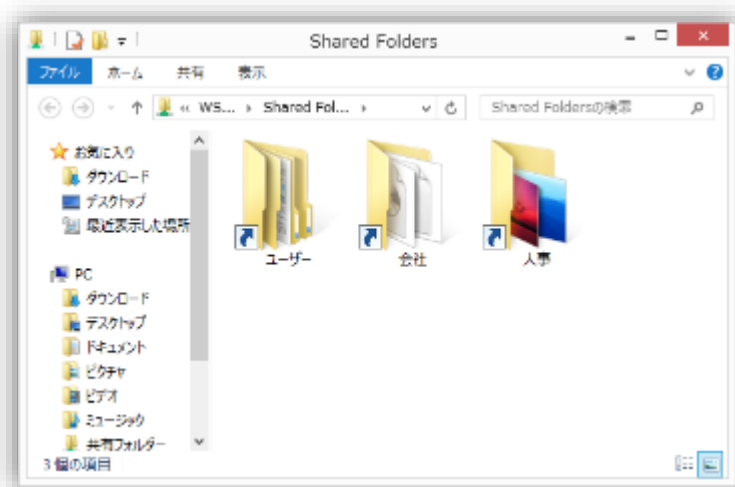 Shared Folders
ファイル ホーム 共有 表示
« WS... › Shared Fol... ›
Shared Foldersの検索
お気に入り
ダウンロード
デスクトップ
最近表示した場所
PC
ダウンロード
デスクトップ
ドキュメント
ピクチャ
ビデオ
ミュージック
共有フォルダー
ユーザー
会社
人事
3 個の項目